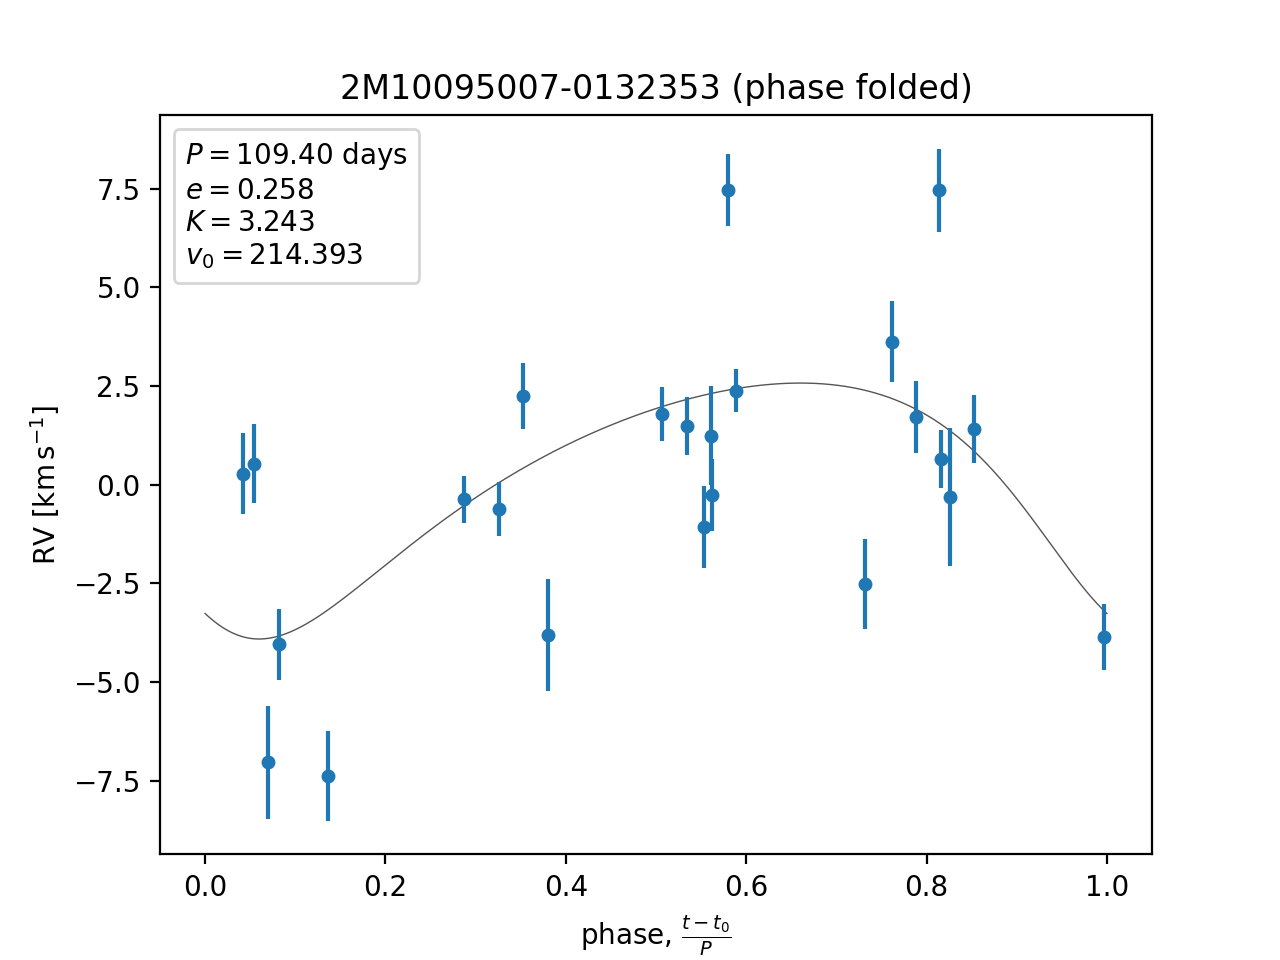 2M10095007-0132353 (phase folded)
P = 109.40 days
e = 0.258
K = 3.243
v₀ = 214.393
7.5
5.0
2.5
0.0
−2.5
−5.0
−7.5
RV [km s⁻¹]
0.0 0.2 0.4 0.6 0.8 1.0
phase, (t − t₀)/P